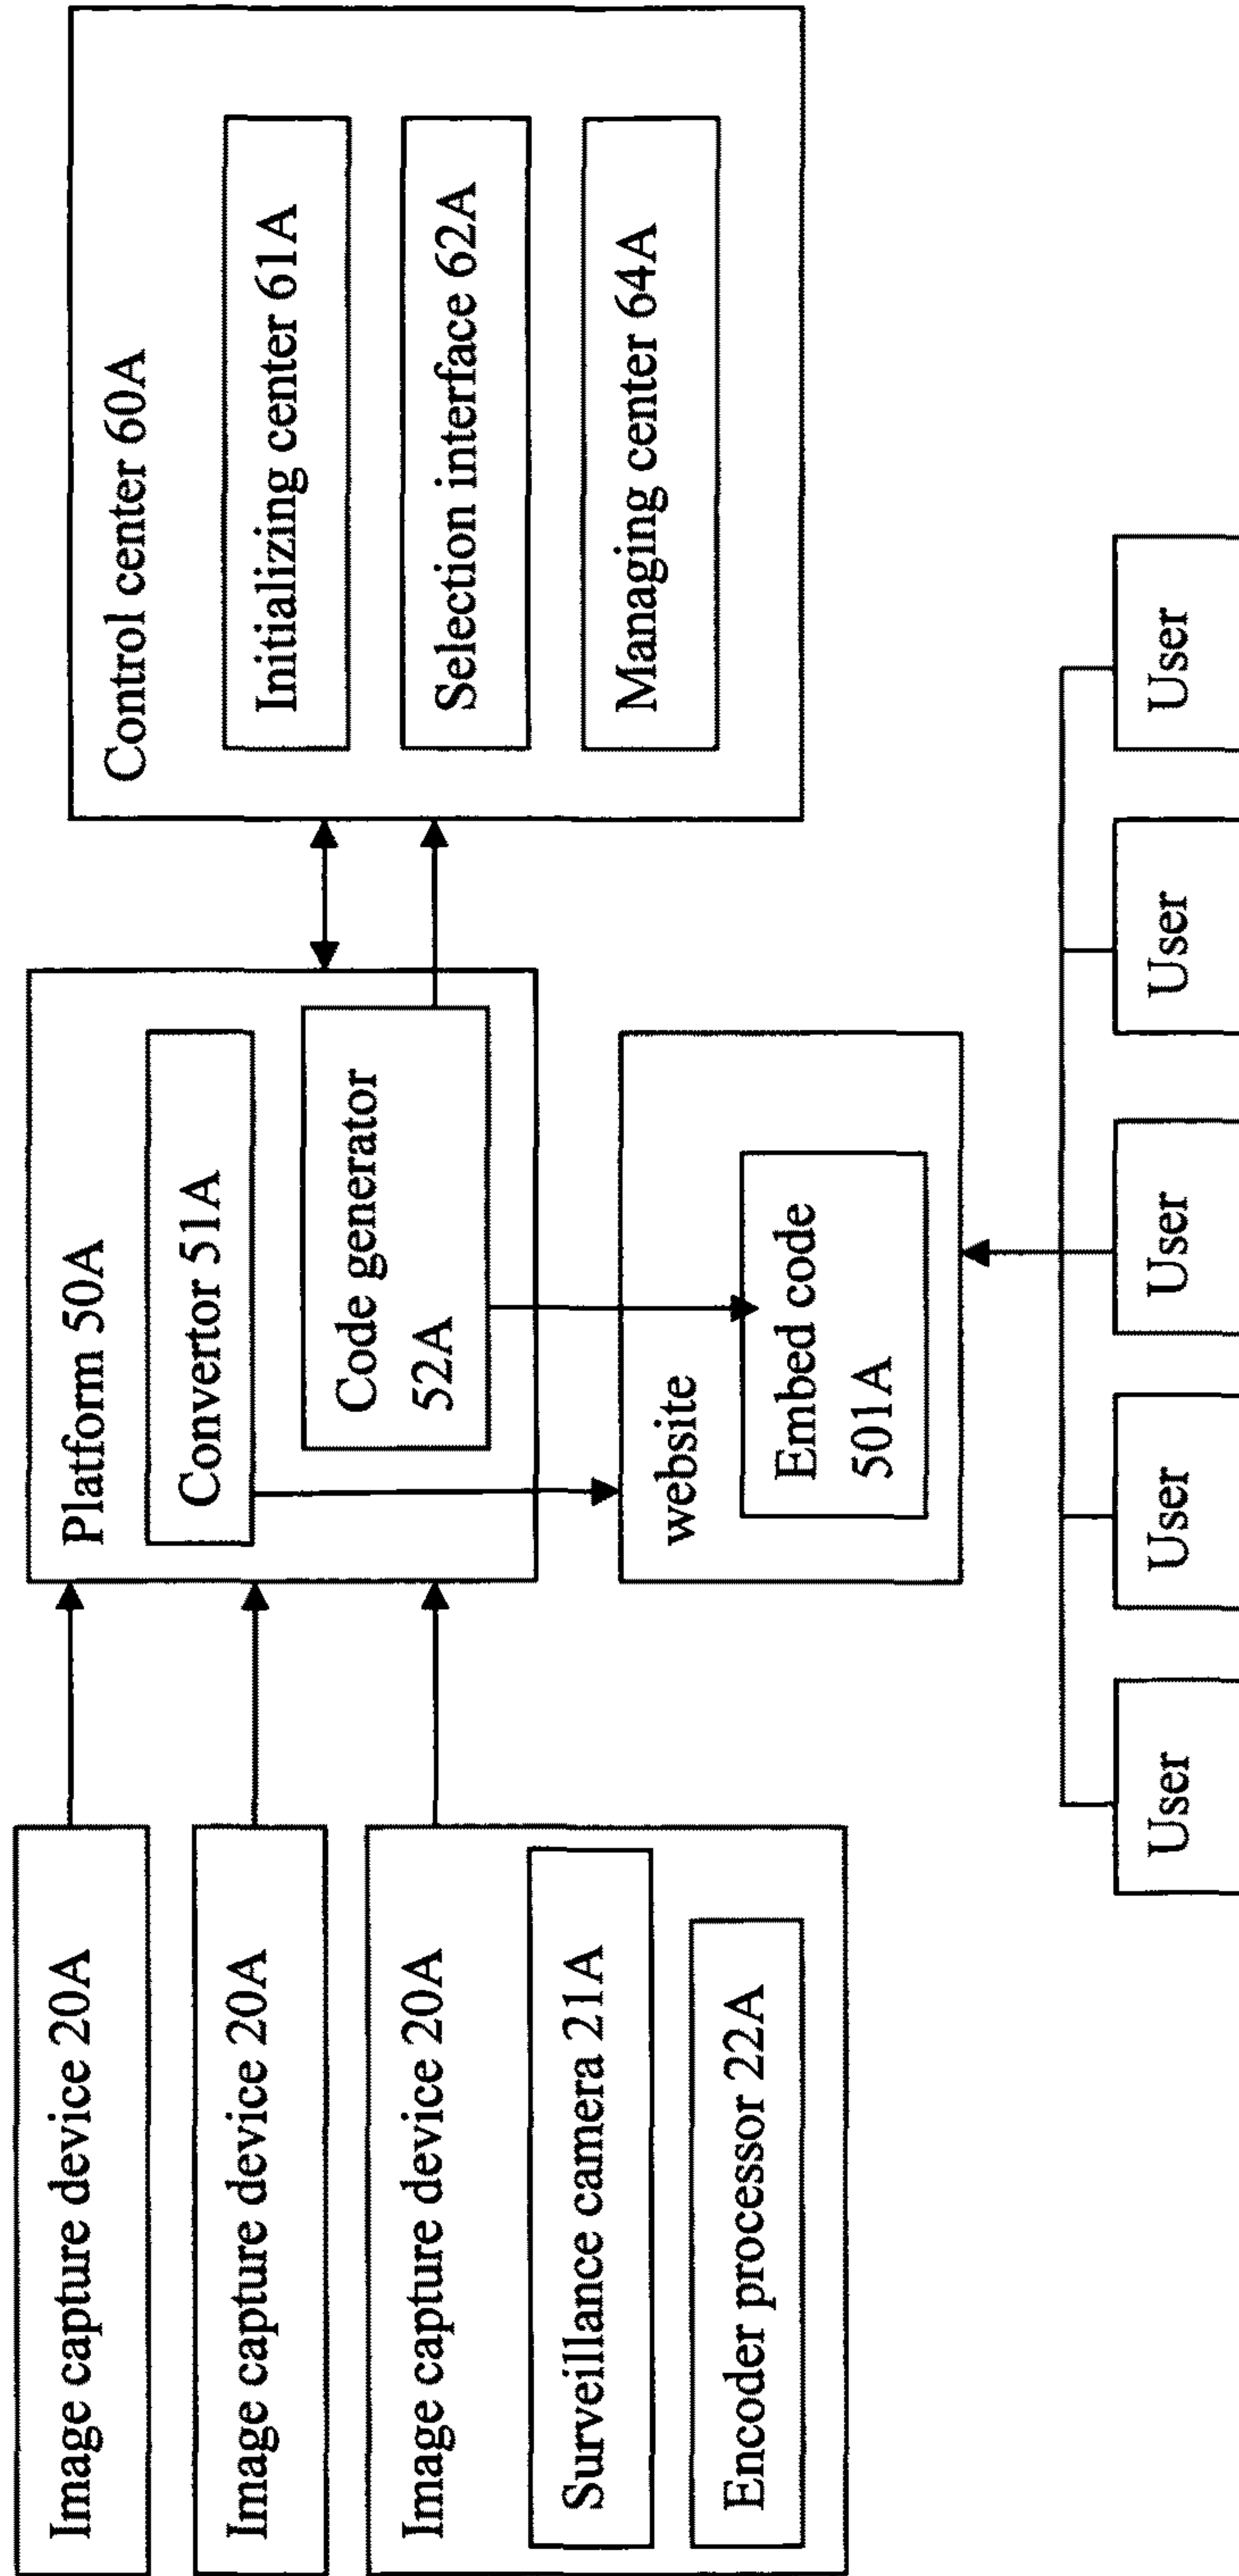 Image capture device 20A
Image capture device 20A
Image capture device 20A
Surveillance camera 21A
Encoder processor 22A
Platform 50A
Convertor 51A
Code generator
52A
website
Embed code
501A
Control center 60A
Initializing center 61A
Selection interface 62A
Managing center 64A
User
User
User
User
User